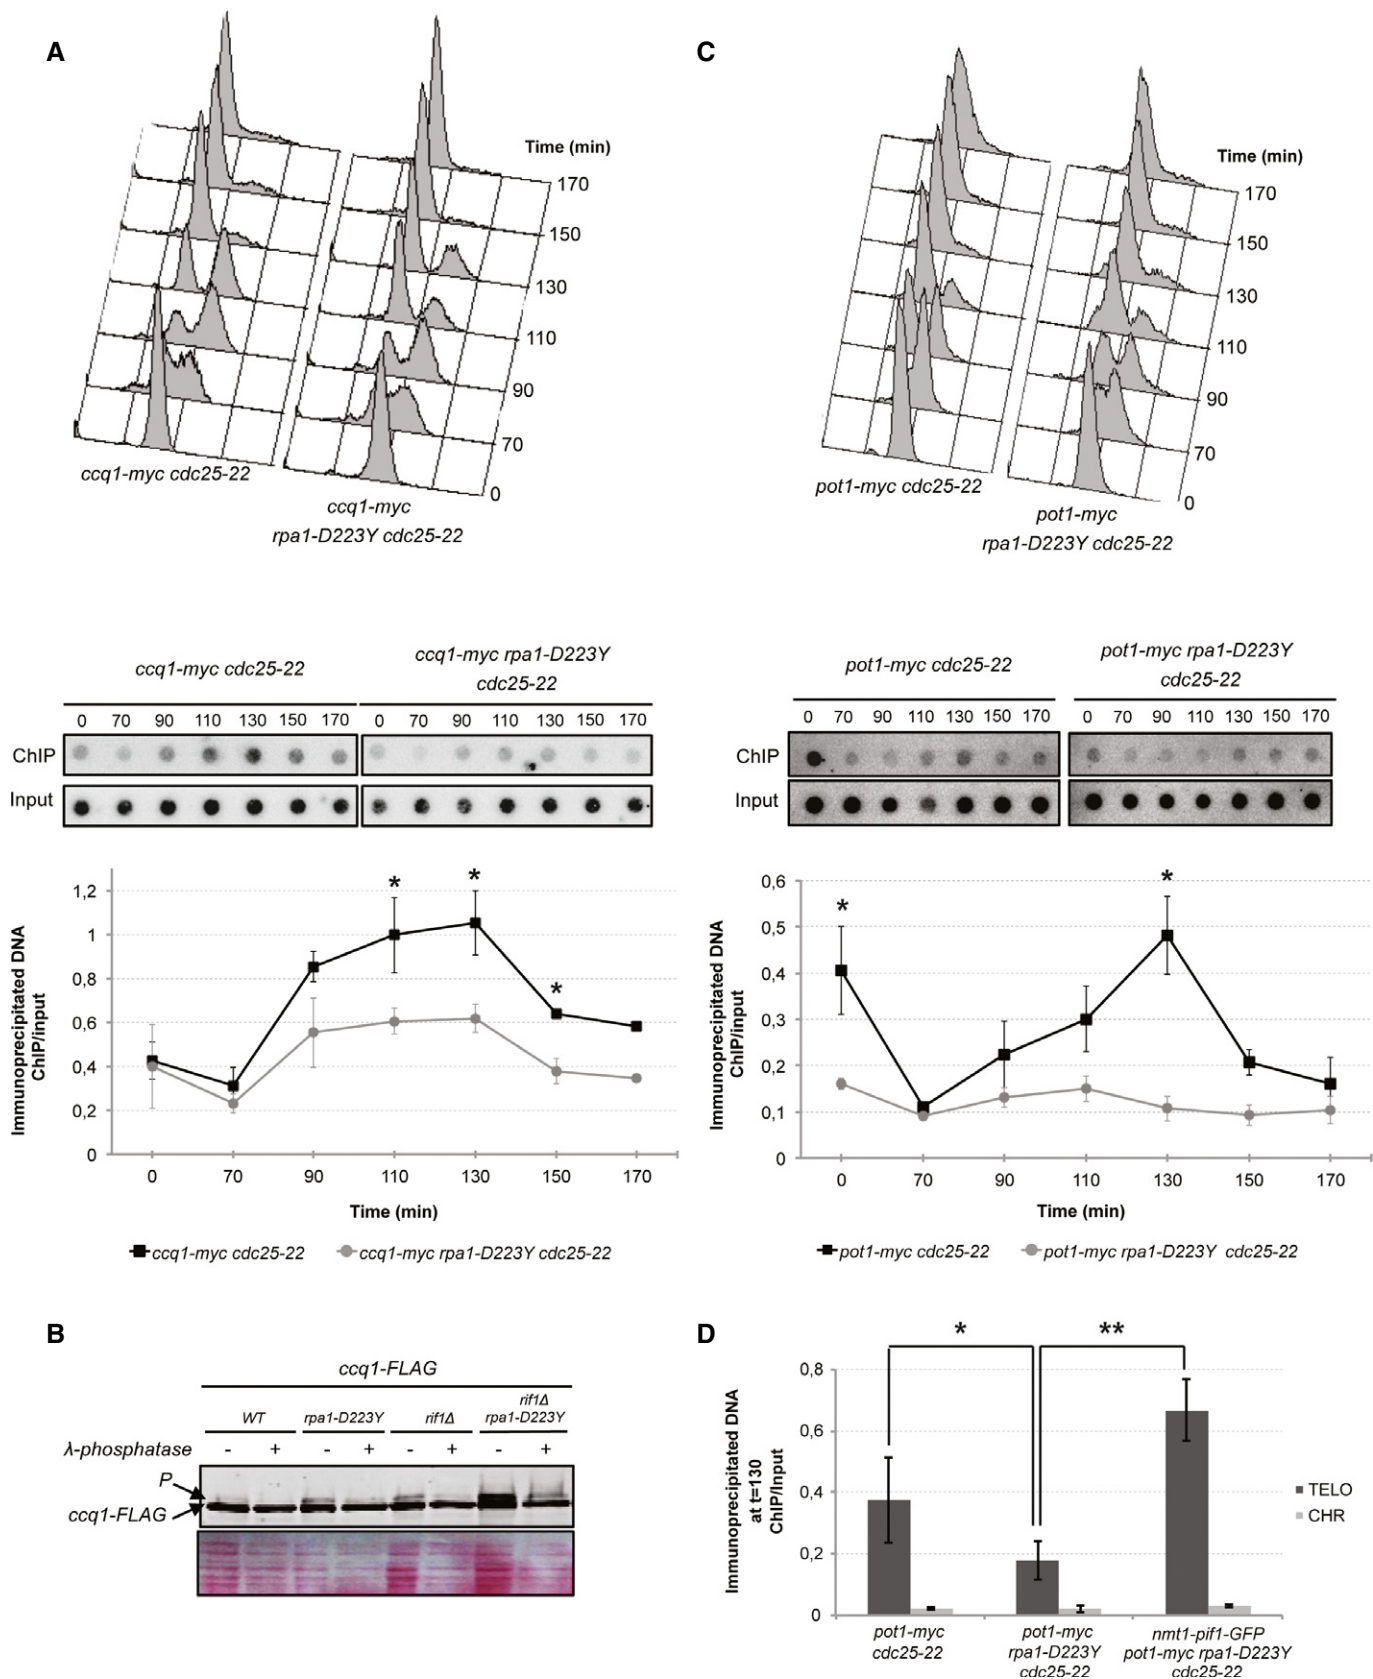 A
Time (min)
170
150
130
110
90
70
0
ccq1-myc cdc25-22
ccq1-myc
rpa1-D223Y cdc25-22
C
Time (min)
170
150
130
110
90
70
0
pot1-myc cdc25-22
pot1-myc
rpa1-D223Y cdc25-22
ccq1-myc cdc25-22
ccq1-myc rpa1-D223Y
cdc25-22
0 70 90 110 130 150 170
0 70 90 110 130 150 170
ChIP
Input
Immunoprecipitated DNA
ChIP/input
1,2
1
0,8
0,6
0,4
0,2
0
* * *
0 70 90 110 130 150 170
Time (min)
ccq1-myc cdc25-22
ccq1-myc rpa1-D223Y cdc25-22
pot1-myc cdc25-22
pot1-myc rpa1-D223Y
cdc25-22
0 70 90 110 130 150 170
0 70 90 110 130 150 170
ChIP
Input
Immunoprecipitated DNA
ChIP/input
0,6
0,5
0,4
0,3
0,2
0,1
0
* *
0 70 90 110 130 150 170
Time (min)
pot1-myc cdc25-22
pot1-myc rpa1-D223Y cdc25-22
B
ccq1-FLAG
WT
rpa1-D223Y
rif1Δ
rif1Δ
rpa1-D223Y
λ-phosphatase - + - + - + - +
P
ccq1-FLAG
D
* **
Immunoprecipitated DNA
at t=130
ChIP/Input
0,8
0,6
0,4
0,2
0
TELO
CHR
pot1-myc
cdc25-22
pot1-myc
rpa1-D223Y
cdc25-22
nmt1-pif1-GFP
pot1-myc rpa1-D223Y
cdc25-22